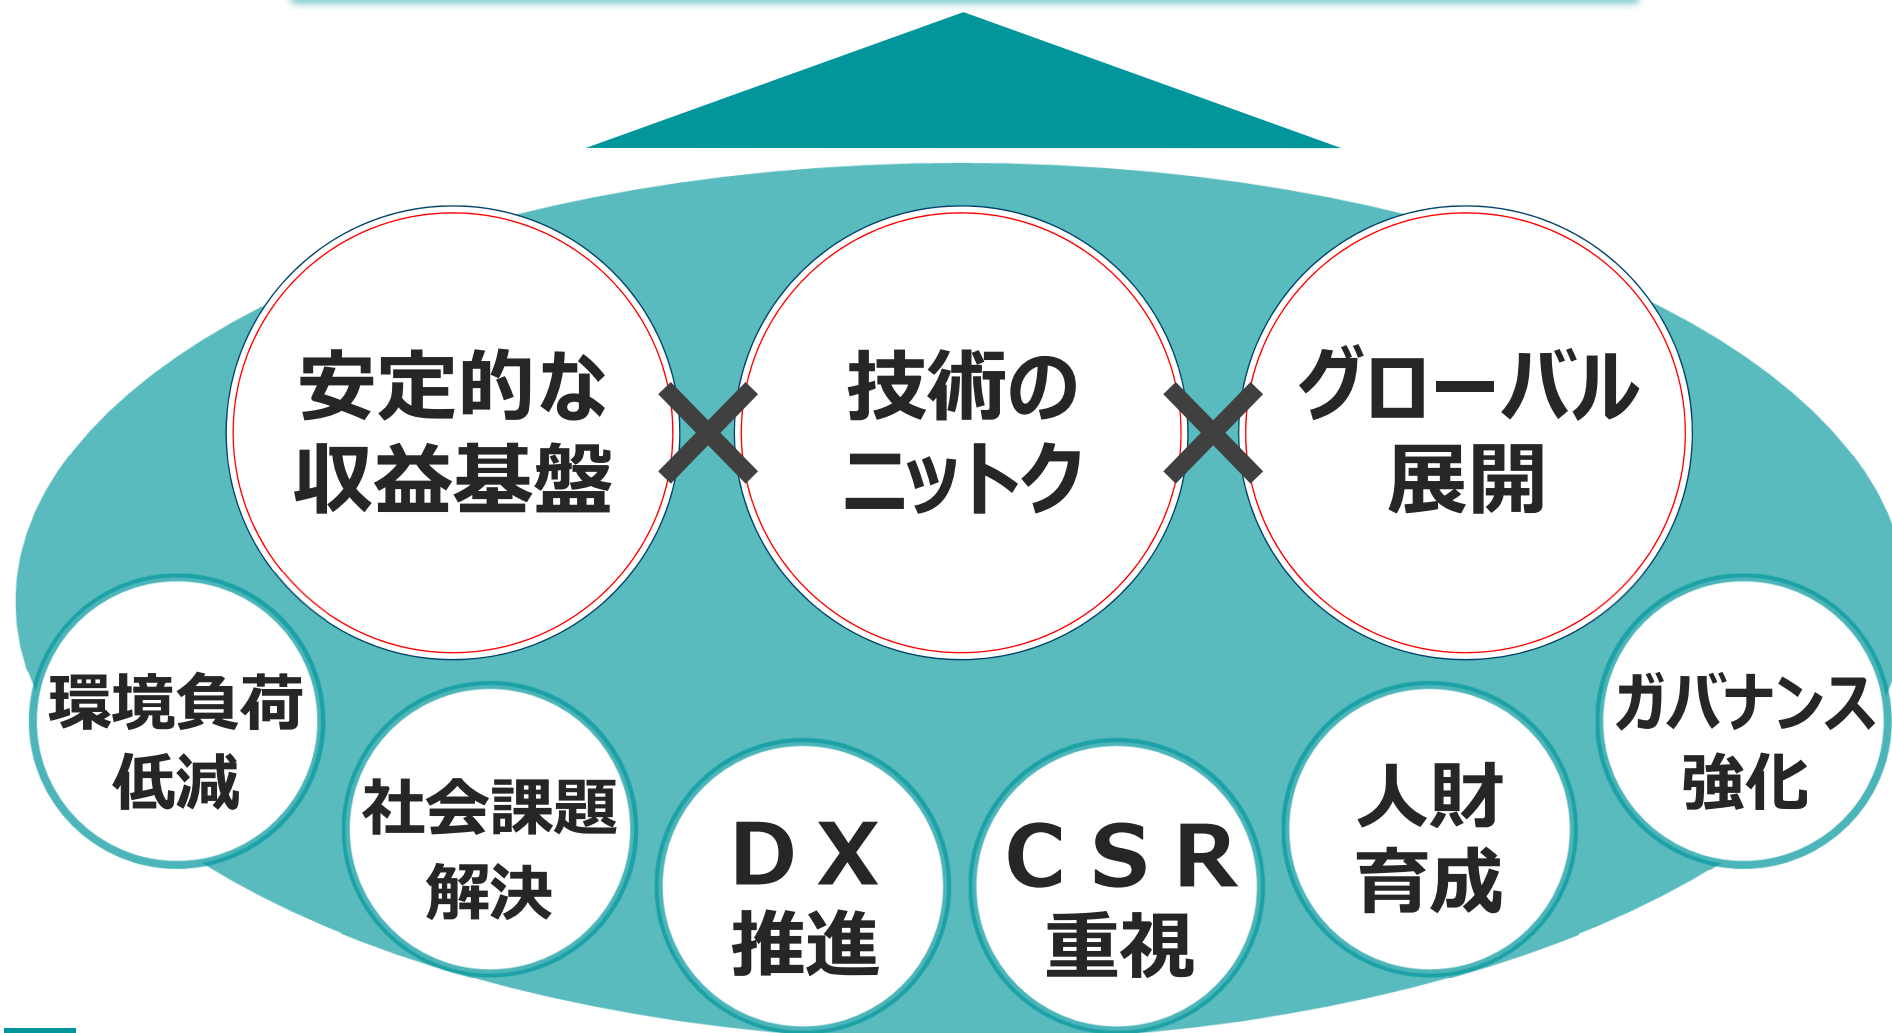 安定的な
収益基盤
技術の
ニットク
グローバル
展開
環境負荷
低減
社会課題
解決
ＤＸ
推進
ＣＳＲ
重視
人財
育成
ガバナンス
強化